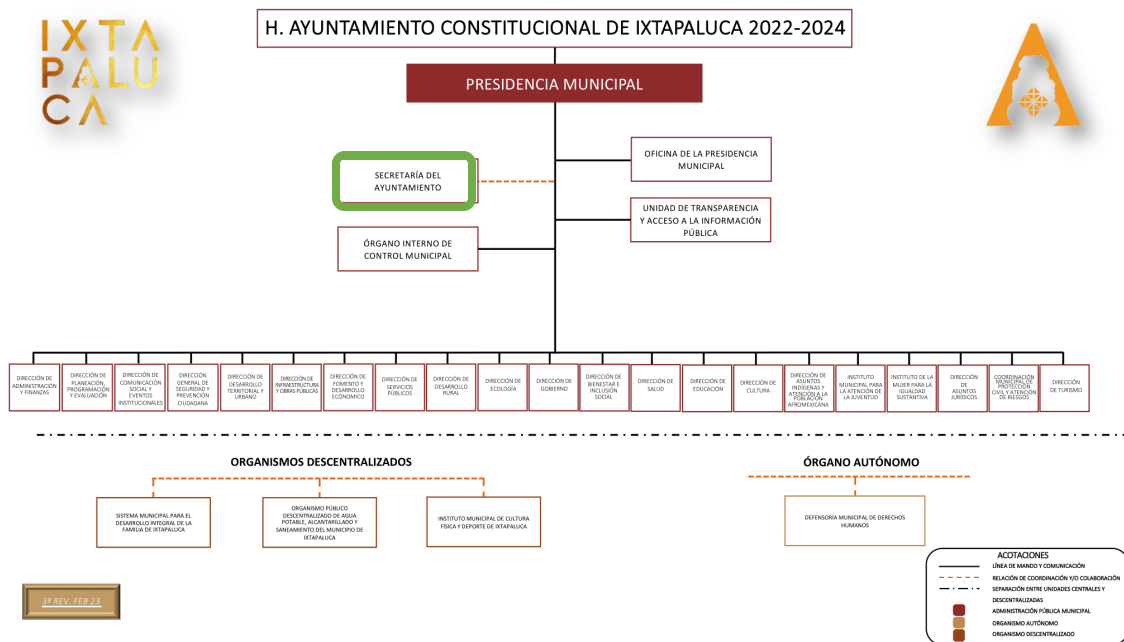 IXTA
PALU
CA
H. AYUNTAMIENTO CONSTITUCIONAL DE IXTAPALUCA 2022-2024
PRESIDENCIA MUNICIPAL
SECRETARÍA DEL
AYUNTAMIENTO
OFICINA DE LA PRESIDENCIA
MUNICIPAL
ÓRGANO INTERNO DE
CONTROL MUNICIPAL
UNIDAD DE TRANSPARENCIA
Y ACCESO A LA INFORMACIÓN
PÚBLICA
DIRECCIÓN DE
ADMINISTRACIÓN
Y FINANZAS
DIRECCIÓN DE
PLANEACIÓN,
PROGRAMACIÓN
Y EVALUACIÓN
DIRECCIÓN DE
COMUNICACIÓN
SOCIAL Y
EVENTOS
INSTITUCIONALES
DIRECCIÓN
GENERAL DE
SEGURIDAD Y
PREVENCIÓN
CIUDADANA
DIRECCIÓN DE
DESARROLLO
TERRITORIAL Y
URBANO
DIRECCIÓN DE
INFRAESTRUCTURA
Y OBRAS PÚBLICAS
DIRECCIÓN DE
FOMENTO Y
DESARROLLO
ECONÓMICO
DIRECCIÓN DE
SERVICIOS
PÚBLICOS
DIRECCIÓN DE
DESARROLLO
RURAL
DIRECCIÓN DE
ECOLOGÍA
DIRECCIÓN DE
GOBIERNO
DIRECCIÓN DE
BIENESTAR E
INCLUSIÓN
SOCIAL
DIRECCIÓN DE
SALUD
DIRECCIÓN DE
EDUCACIÓN
DIRECCIÓN DE
CULTURA
DIRECCIÓN DE
ASUNTOS
INDÍGENAS Y
ATENCIÓN A LA
POBLACIÓN
AFROMEXICANA
INSTITUTO
MUNICIPAL PARA
LA ATENCIÓN DE
LA JUVENTUD
INSTITUTO DE LA
MUJER PARA LA
IGUALDAD
SUSTANTIVA
DIRECCIÓN
DE
ASUNTOS
JURÍDICOS
COORDINACIÓN
MUNICIPAL DE
PROTECCIÓN
CIVIL Y ATENCIÓN
DE RIESGOS
DIRECCIÓN
DE TURISMO
ORGANISMOS DESCENTRALIZADOS
SISTEMA MUNICIPAL PARA EL
DESARROLLO INTEGRAL DE LA
FAMILIA DE IXTAPALUCA
ORGANISMO PÚBLICO
DESCENTRALIZADO DE AGUA
POTABLE, ALCANTARILLADO Y
SANEAMIENTO DEL MUNICIPIO DE
IXTAPALUCA
INSTITUTO MUNICIPAL DE CULTURA
FÍSICA Y DEPORTE DE IXTAPALUCA
ÓRGANO AUTÓNOMO
DEFENSORÍA MUNICIPAL DE DERECHOS
HUMANOS
3ª REV. FEB 23
ACOTACIONES
LÍNEA DE MANDO Y COMUNICACIÓN
RELACIÓN DE COORDINACIÓN Y/O COLABORACIÓN
SEPARACIÓN ENTRE UNIDADES CENTRALES Y
DESCENTRALIZADAS
ADMINISTRACIÓN PÚBLICA MUNICIPAL
ORGANISMO AUTÓNOMO
ORGANISMO DESCENTRALIZADO